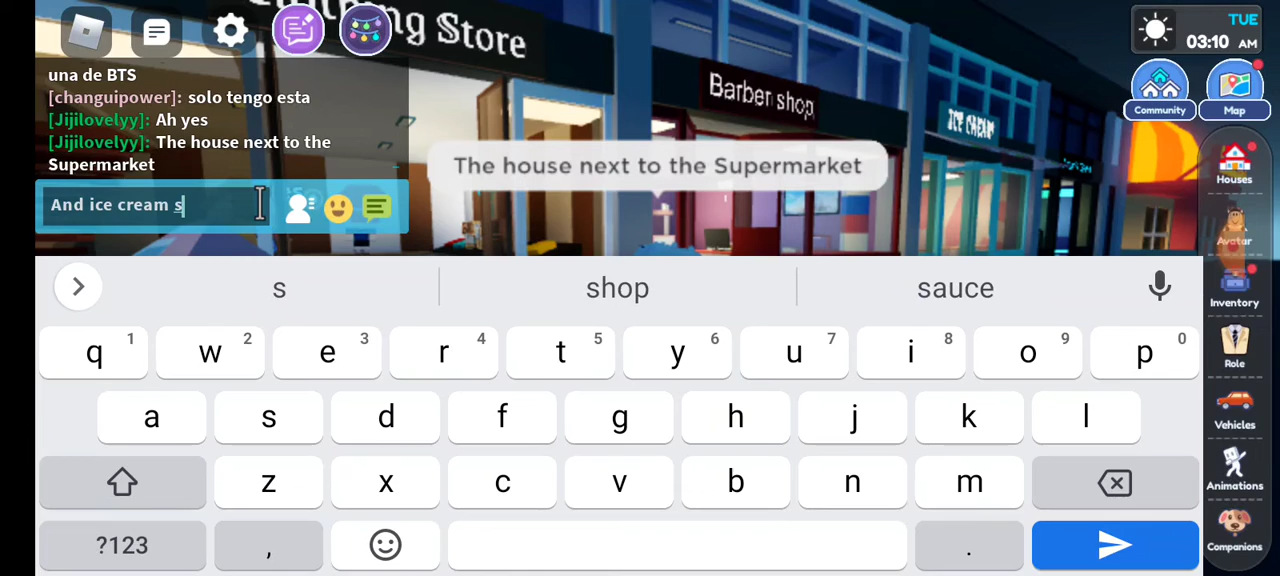 ng Store
Barber shop
ICE CREAM
TUE
03:10 AM
Community
Map
una de BTS
[changuipower]: solo tengo esta
[Jijilovelyy]: Ah yes
[Jijilovelyy]: The house next to the
Supermarket
The house next to the Supermarket
And ice cream s
Houses
Avatar
Inventory
Role
Vehicles
Animations
Companions
s shop sauce
q 1 w 2 e 3 r 4 t 5 y 6 u 7 i 8 o 9 p 0
a s d f g h j k l
z x c v b n m
?123 , .